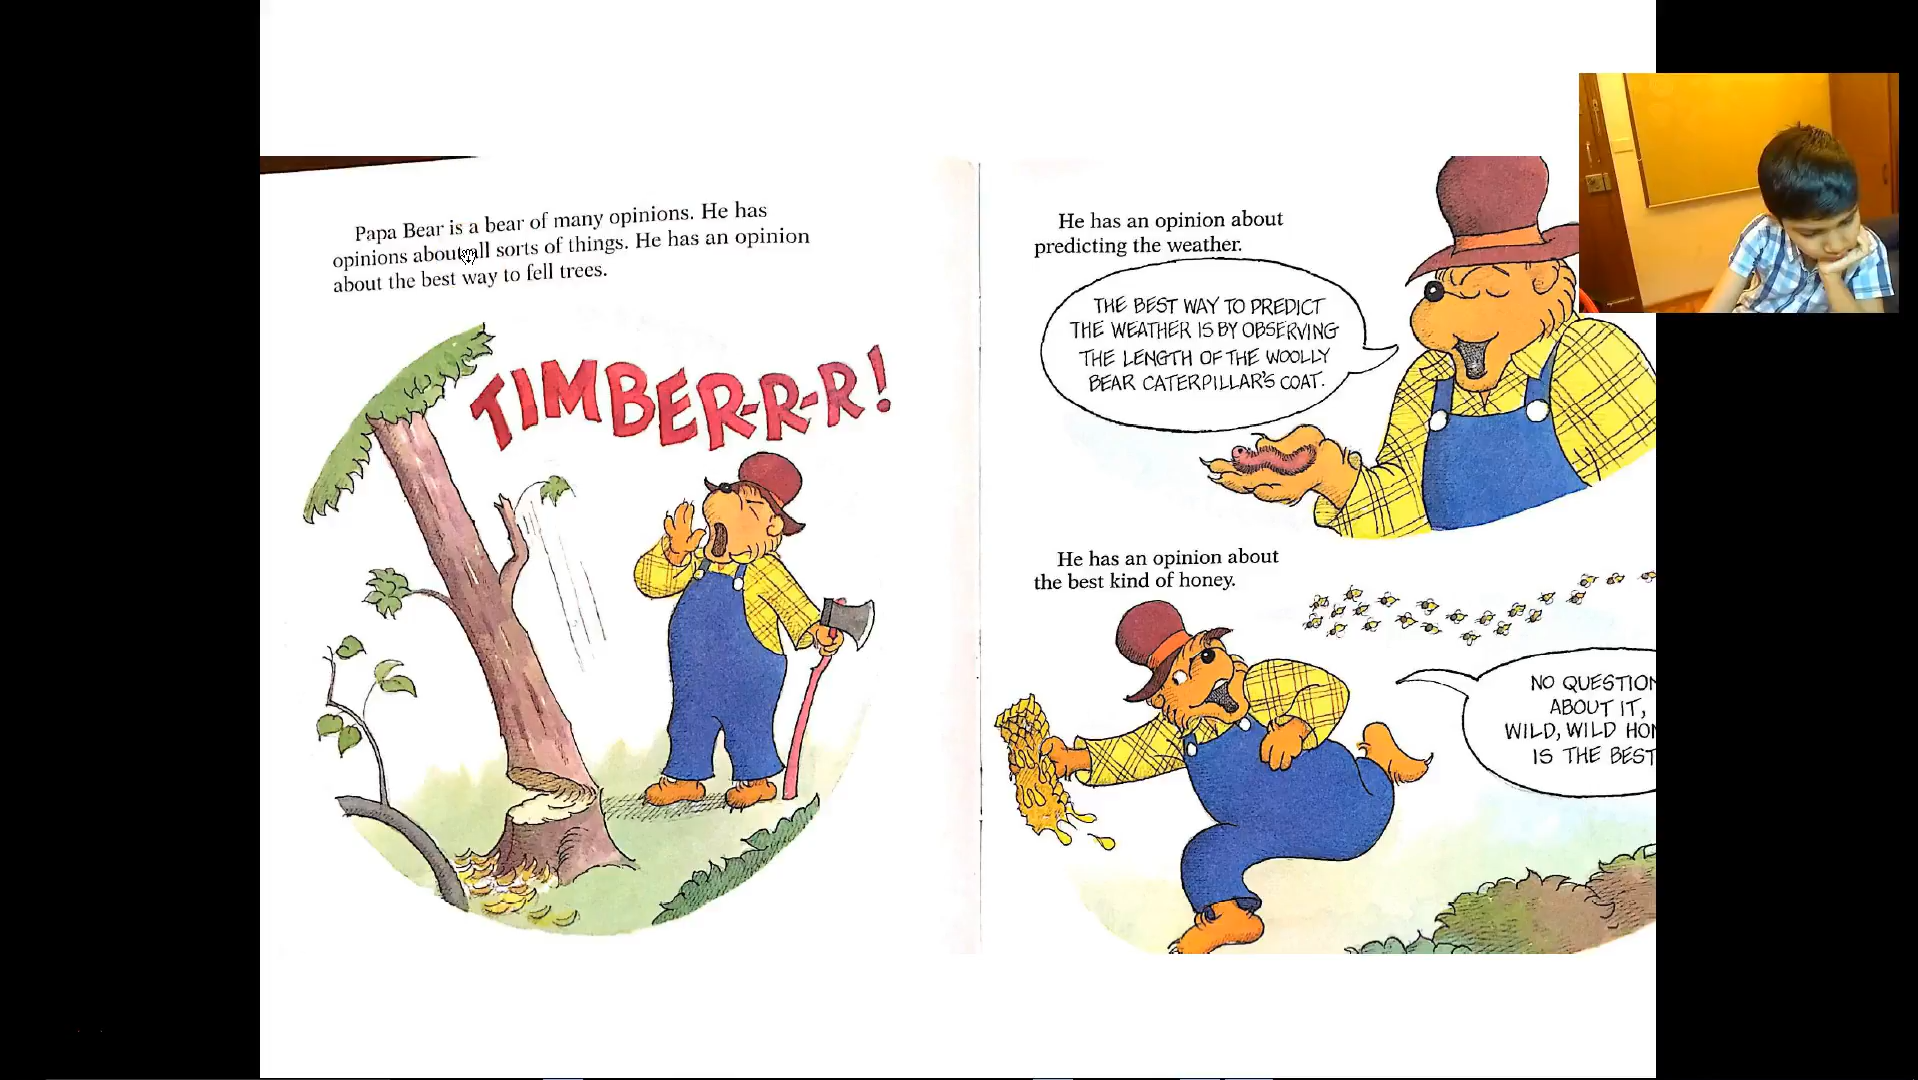 Papa Bear is a bear of many opinions. He has
opinions about all sorts of things. He has an opinion
about the best way to fell trees.
TIMBER-R-R!
He has an opinion about
predicting the weather.
THE BEST WAY TO PREDICT
THE WEATHER IS BY OBSERVING
THE LENGTH OF THE WOOLLY
BEAR CATERPILLAR'S COAT.
He has an opinion about
the best kind of honey.
NO QUESTION
ABOUT IT,
WILD, WILD
IS THE BEST